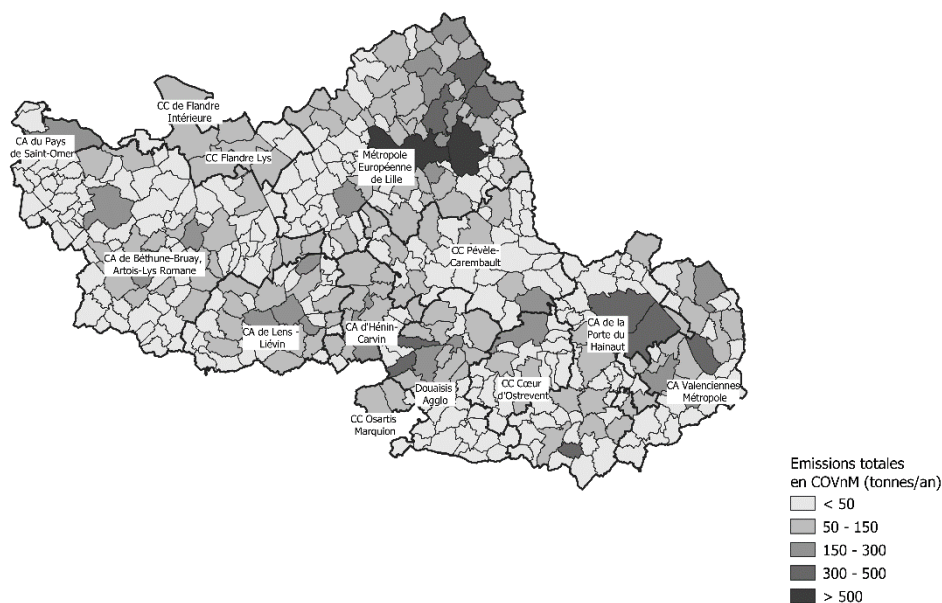 CC de Flandre
Intérieure
CA du Pays
de Saint-Omer
CC Flandre Lys
Métropole
Européenne
de Lille
CA de Béthune-Bruay,
Artois-Lys Romane
CC Pévèle-
Carembault
CA de Lens -
Liévin
CA d'Hénin-
Carvin
CA de la
Porte du
Hainaut
Douaisis
Agglo
CC Cœur
d'Ostrevent
CA Valenciennes
Métropole
CC Osartis
Marquion
Emissions totales
en COVnM (tonnes/an)
< 50
50 - 150
150 - 300
300 - 500
> 500